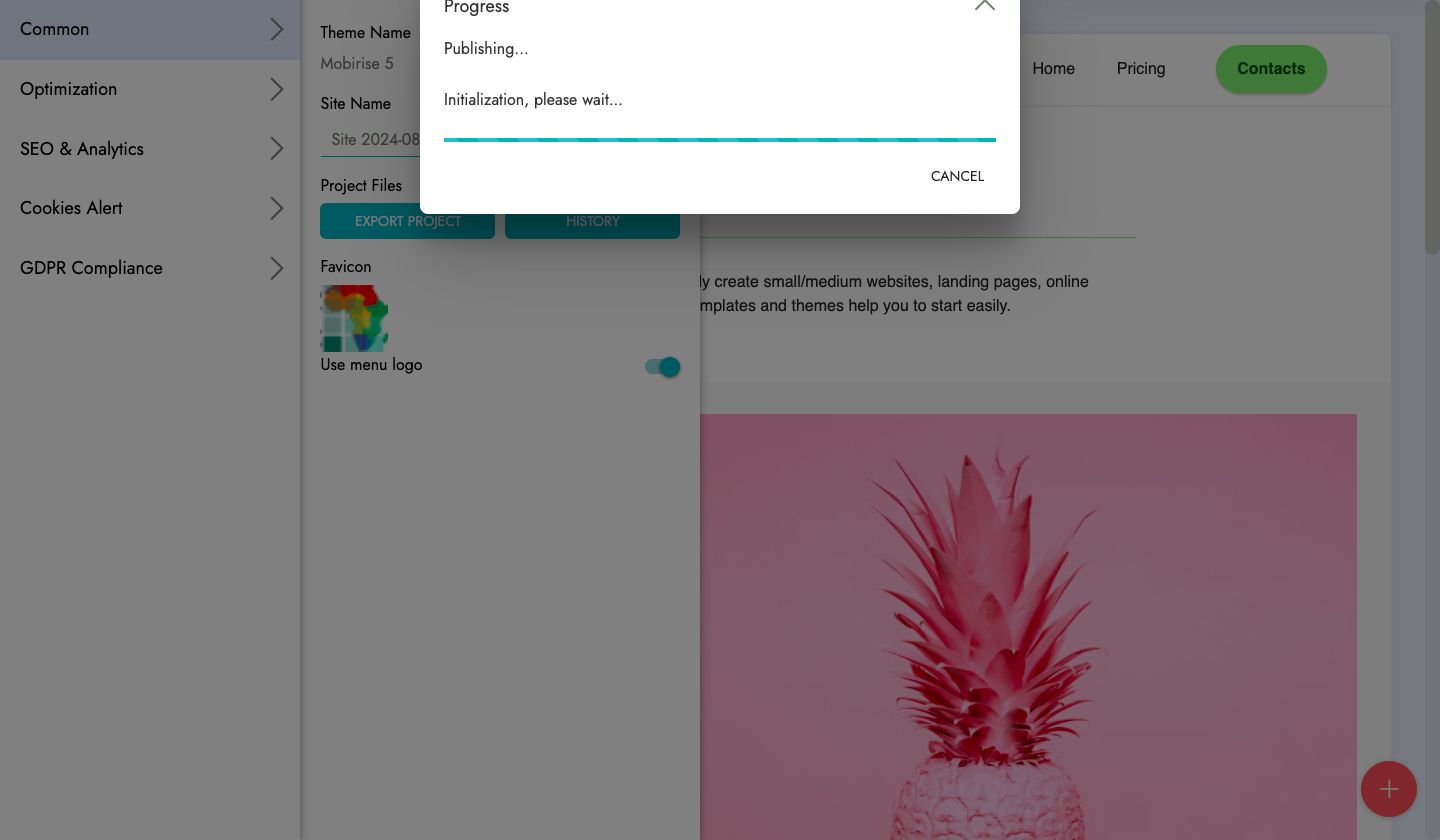 Common
Optimization
SEO & Analytics
Cookies Alert
GDPR Compliance
Theme Name
Mobirise 5
Site Name
Site 2024-08
Project Files
EXPORT PROJECT
HISTORY
Favicon
Use menu logo
Progress
Publishing...
Initialization, please wait...
CANCEL
Home
Pricing
Contacts
create small/medium websites, landing pages, online
and themes help you to start easily.